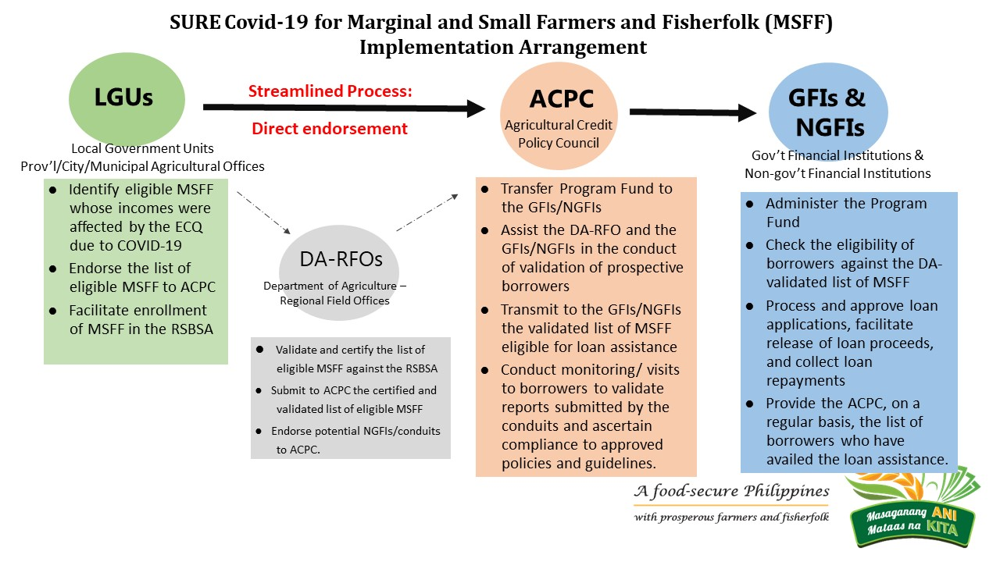 SURE Covid-19 for Marginal and Small Farmers and Fisherfolk (MSFF)
Implementation Arrangement
LGUs
Local Government Units
Prov’l/City/Municipal Agricultural Offices
● Identify eligible MSFF
whose incomes were
affected by the ECQ
due to COVID-19
● Endorse the list of
eligible MSFF to ACPC
● Facilitate enrollment
of MSFF in the RSBSA
Streamlined Process:
Direct endorsement
DA-RFOs
Department of Agriculture –
Regional Field Offices
● Validate and certify the list of
eligible MSFF against the RSBSA
● Submit to ACPC the certified and
validated list of eligible MSFF
● Endorse potential NGFIs/conduits
to ACPC.
ACPC
Agricultural Credit
Policy Council
● Transfer Program Fund to
the GFIs/NGFIs
● Assist the DA-RFO and the
GFIs/NGFIs in the conduct
of validation of prospective
borrowers
● Transmit to the GFIs/NGFIs
the validated list of MSFF
eligible for loan assistance
● Conduct monitoring/ visits
to borrowers to validate
reports submitted by the
conduits and ascertain
compliance to approved
policies and guidelines.
GFIs &
NGFIs
Gov’t Financial Institutions &
Non-gov’t Financial Institutions
● Administer the Program
Fund
● Check the eligibility of
borrowers against the DA-
validated list of MSFF
● Process and approve loan
applications, facilitate
release of loan proceeds,
and collect loan
repayments
● Provide the ACPC, on a
regular basis, the list of
borrowers who have
availed the loan assistance.
A food-secure Philippines
with prosperous farmers and fisherfolk
Masaganang ANI
Mataas na KITA